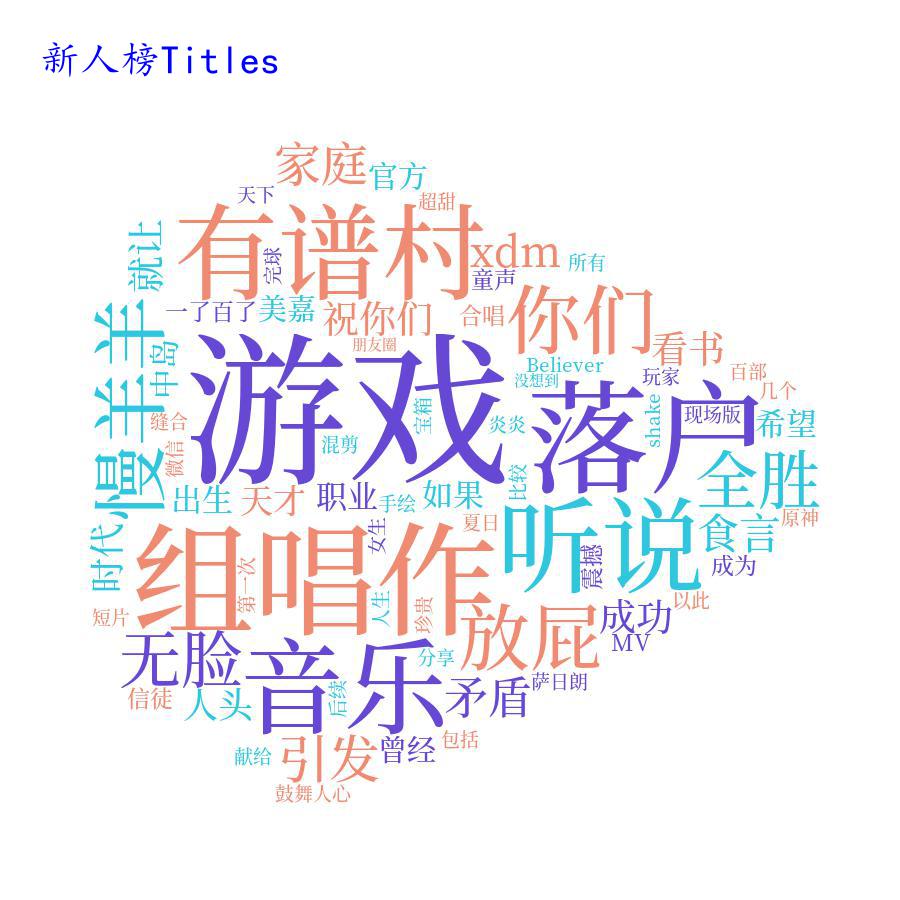 新人榜Titles
家庭
官方
天下
超甜
有谱村
xdm
所有
就让
完球
童声
一了百了
美嘉
祝你们
合唱
你们
慢羊羊
中岛
朋友圈
看书
游戏
Believer
没想到
玩家
百部
几个
落户
现场版
希望
缝合
微信
混剪
宝箱
炎炎
shake
比较
全胜
出生
天才
职业
手绘
如果
夏日
听说
食言
原神
时代
组唱作
第一次
女生
人生
珍贵
震撼
成为
以此
短片
放屁
成功
MV
无脸
音乐
分享
矛盾
萨日朗
信徒
人头
后续
引发
曾经
包括
献给
鼓舞人心